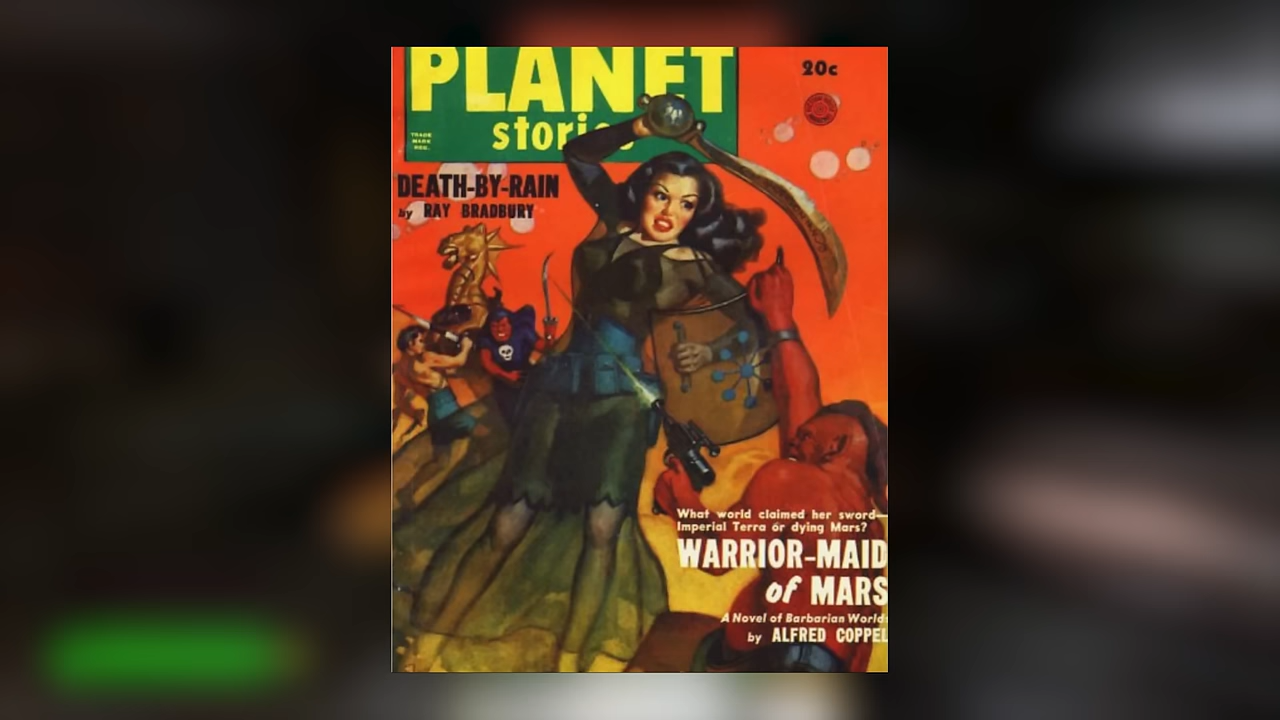 PLANET
stories
20c
TRADE
MARK
REG.
DEATH-BY-RAIN
by RAY BRADBURY
What world claimed her sword—
Imperial Terra or dying Mars?
WARRIOR-MAID
of MARS
A Novel of Barbarian Worlds
by ALFRED COPPEL